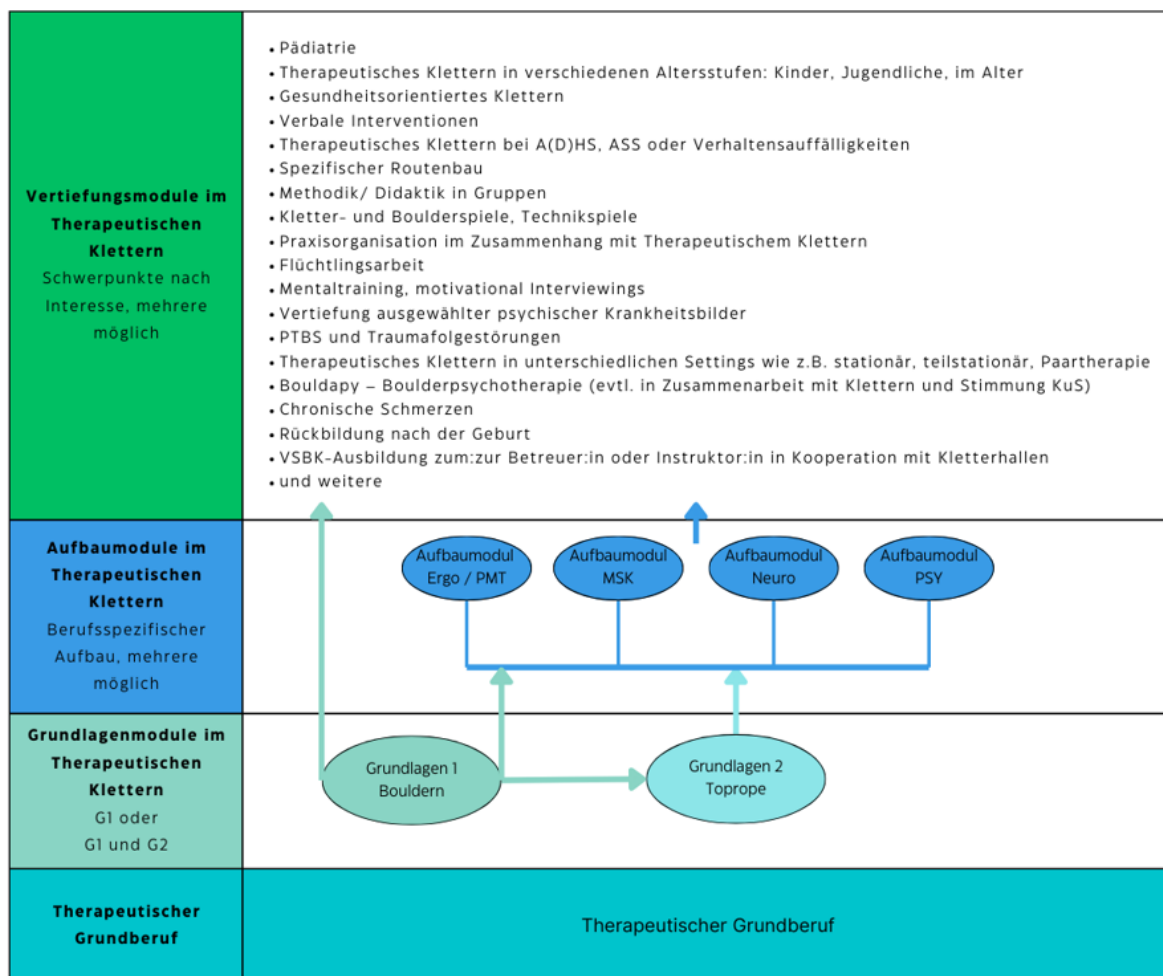 Vertiefungsmodule im
Therapeutischen
Klettern
Schwerpunkte nach
Interesse, mehrere
möglich
• Pädiatrie
• Therapeutisches Klettern in verschiedenen Altersstufen: Kinder, Jugendliche, im Alter
• Gesundheitsorientiertes Klettern
• Verbale Interventionen
• Therapeutisches Klettern bei A(D)HS, ASS oder Verhaltensauffälligkeiten
• Spezifischer Routenbau
• Methodik/ Didaktik in Gruppen
• Kletter- und Boulderspiele, Technikspiele
• Praxisorganisation im Zusammenhang mit Therapeutischem Klettern
• Flüchtlingsarbeit
• Mentaltraining, motivational Interviewings
• Vertiefung ausgewählter psychischer Krankheitsbilder
• PTBS und Traumafolgestörungen
• Therapeutisches Klettern in unterschiedlichen Settings wie z.B. stationär, teilstationär, Paartherapie
• Bouldapy – Boulderpsychotherapie (evtl. in Zusammenarbeit mit Klettern und Stimmung KuS)
• Chronische Schmerzen
• Rückbildung nach der Geburt
• VSBK-Ausbildung zum:zur Betreuer:in oder Instruktor:in in Kooperation mit Kletterhallen
• und weitere
Aufbaumodule im
Therapeutischen
Klettern
Berufsspezifischer
Aufbau, mehrere
möglich
Aufbaumodul
Ergo / PMT
Aufbaumodul
MSK
Aufbaumodul
Neuro
Aufbaumodul
PSY
Grundlagenmodule im
Therapeutischen
Klettern
G1 oder
G1 und G2
Grundlagen 1
Bouldern
Grundlagen 2
Toprope
Therapeutischer
Grundberuf
Therapeutischer Grundberuf